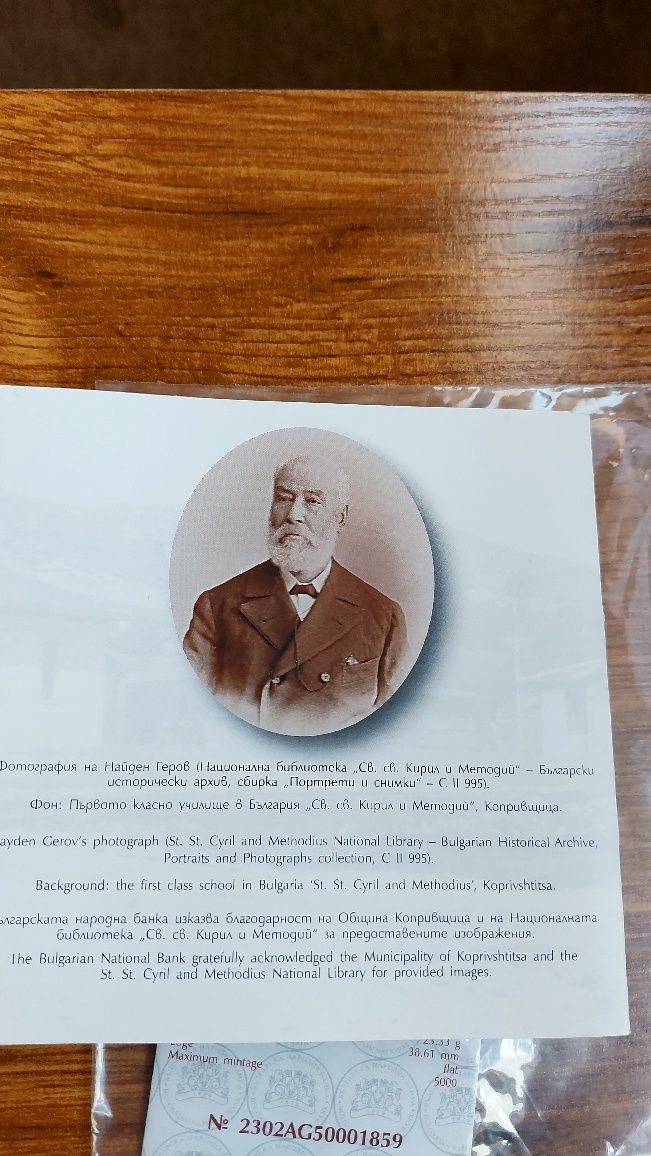 Фотография на Найден Геров (Национална библиотека „Св. св. Кирил и Методий“ – Български
исторически архив, сбирка „Портрети и снимки“ – С II 995).
Фон: Първото класно училище в България „Св. св. Кирил и Методий“, Копривщица.
ayden Gerov's photograph (St. St. Cyril and Methodius National Library – Bulgarian Historical Archive,
Portraits and Photographs collection, C II 995).
Background: the first class school in Bulgaria ‘St. St. Cyril and Methodius’, Koprivshtitsa.
ългарската народна банка изказва благодарност на Община Копривщица и на Националната
библиотека „Св. св. Кирил и Методий“ за предоставените изображения.
The Bulgarian National Bank gratefully acknowledged the Municipality of Koprivshtitsa and the
St. St. Cyril and Methodius National Library for provided images.
23.33 g
38.61 mm
Edge flat
Maximum mintage 5000
№ 2302AG50001859